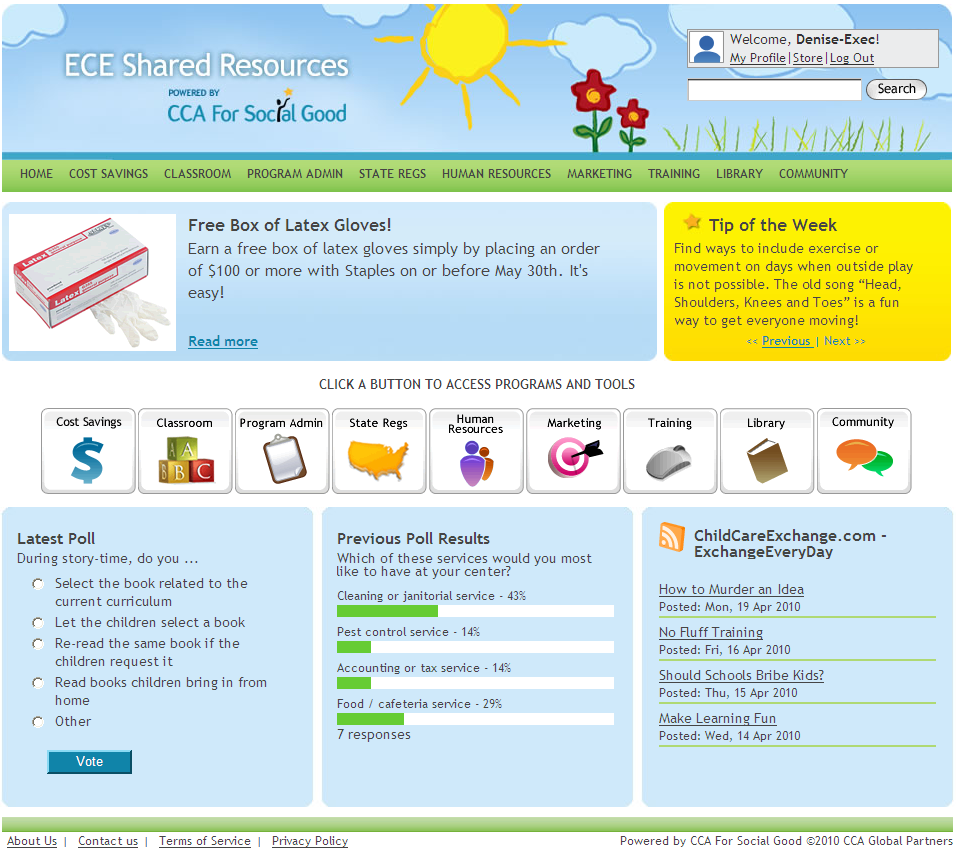 ECE Shared Resources
POWERED BY
CCA For Social Good
Welcome, Denise-Exec!
My Profile | Store | Log Out
Search
HOME COST SAVINGS CLASSROOM PROGRAM ADMIN STATE REGS HUMAN RESOURCES MARKETING TRAINING LIBRARY COMMUNITY
Latex
Latex
Free Box of Latex Gloves!
Earn a free box of latex gloves simply by placing an order
of $100 or more with Staples on or before May 30th. It's
easy!
Read more
Tip of the Week
Find ways to include exercise or
movement on days when outside play
is not possible. The old song “Head,
Shoulders, Knees and Toes” is a fun
way to get everyone moving!
<< Previous | Next >>
CLICK A BUTTON TO ACCESS PROGRAMS AND TOOLS
Cost Savings
$
Classroom
A A
B B C
Program Admin
State Regs
Human
Resources
Marketing
Training
Library
Community
Latest Poll
During story-time, do you ...
Select the book related to the
current curriculum
Let the children select a book
Re-read the same book if the
children request it
Read books children bring in from
home
Other
Vote
Previous Poll Results
Which of these services would you most
like to have at your center?
Cleaning or janitorial service - 43%
Pest control service - 14%
Accounting or tax service - 14%
Food / cafeteria service - 29%
7 responses
ChildCareExchange.com -
ExchangeEveryDay
How to Murder an Idea
Posted: Mon, 19 Apr 2010
No Fluff Training
Posted: Fri, 16 Apr 2010
Should Schools Bribe Kids?
Posted: Thu, 15 Apr 2010
Make Learning Fun
Posted: Wed, 14 Apr 2010
About Us | Contact us | Terms of Service | Privacy Policy
Powered by CCA For Social Good ©2010 CCA Global Partners